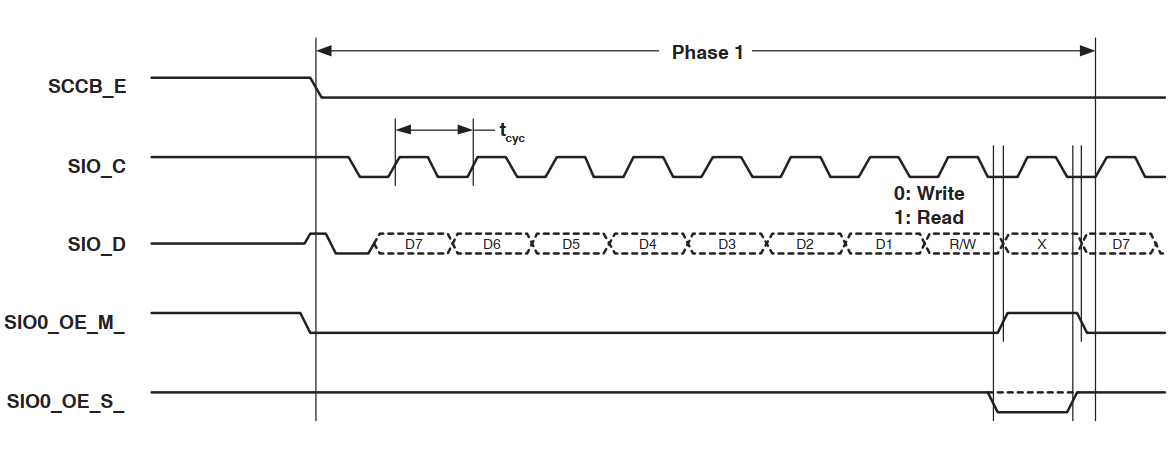 Phase 1
SCCB_E
tcyc
SIO_C
0: Write
1: Read
SIO_D D7 D6 D5 D4 D3 D2 D1 R/W X D7
SIO0_OE_M_
SIO0_OE_S_